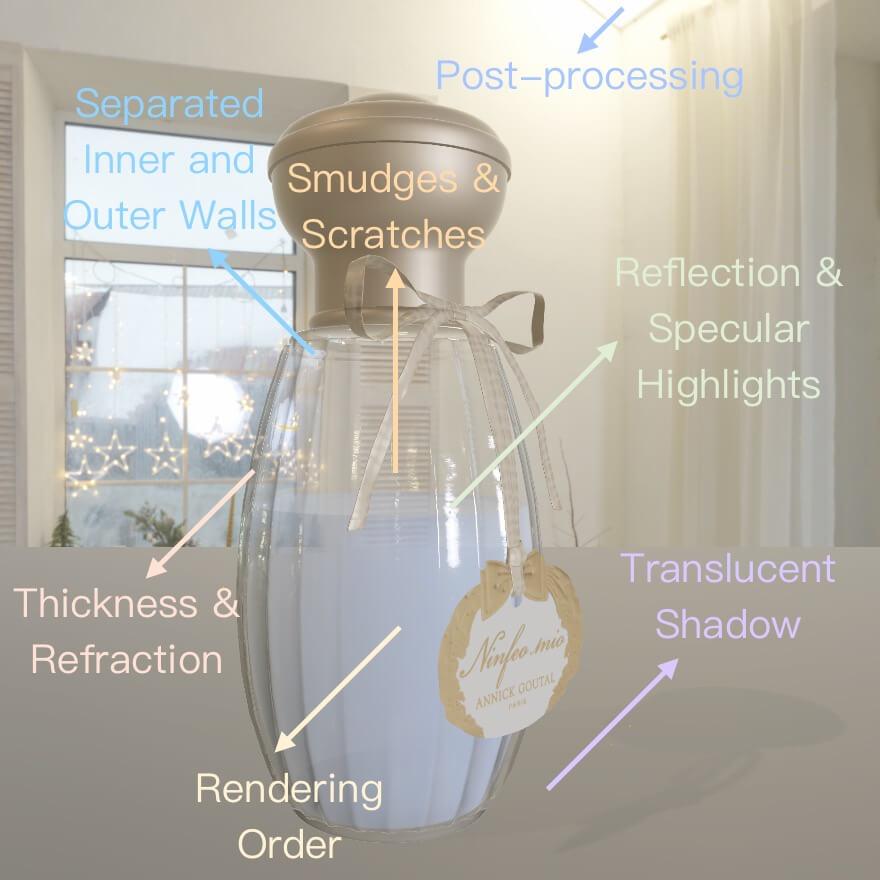 Post-processing
Separated
Inner and
Outer Walls
Smudges &
Scratches
Reflection &
Specular
Highlights
Thickness &
Refraction
Translucent
Shadow
Ninfeo mio
ANNICK GOUTAL
PARIS
Rendering
Order